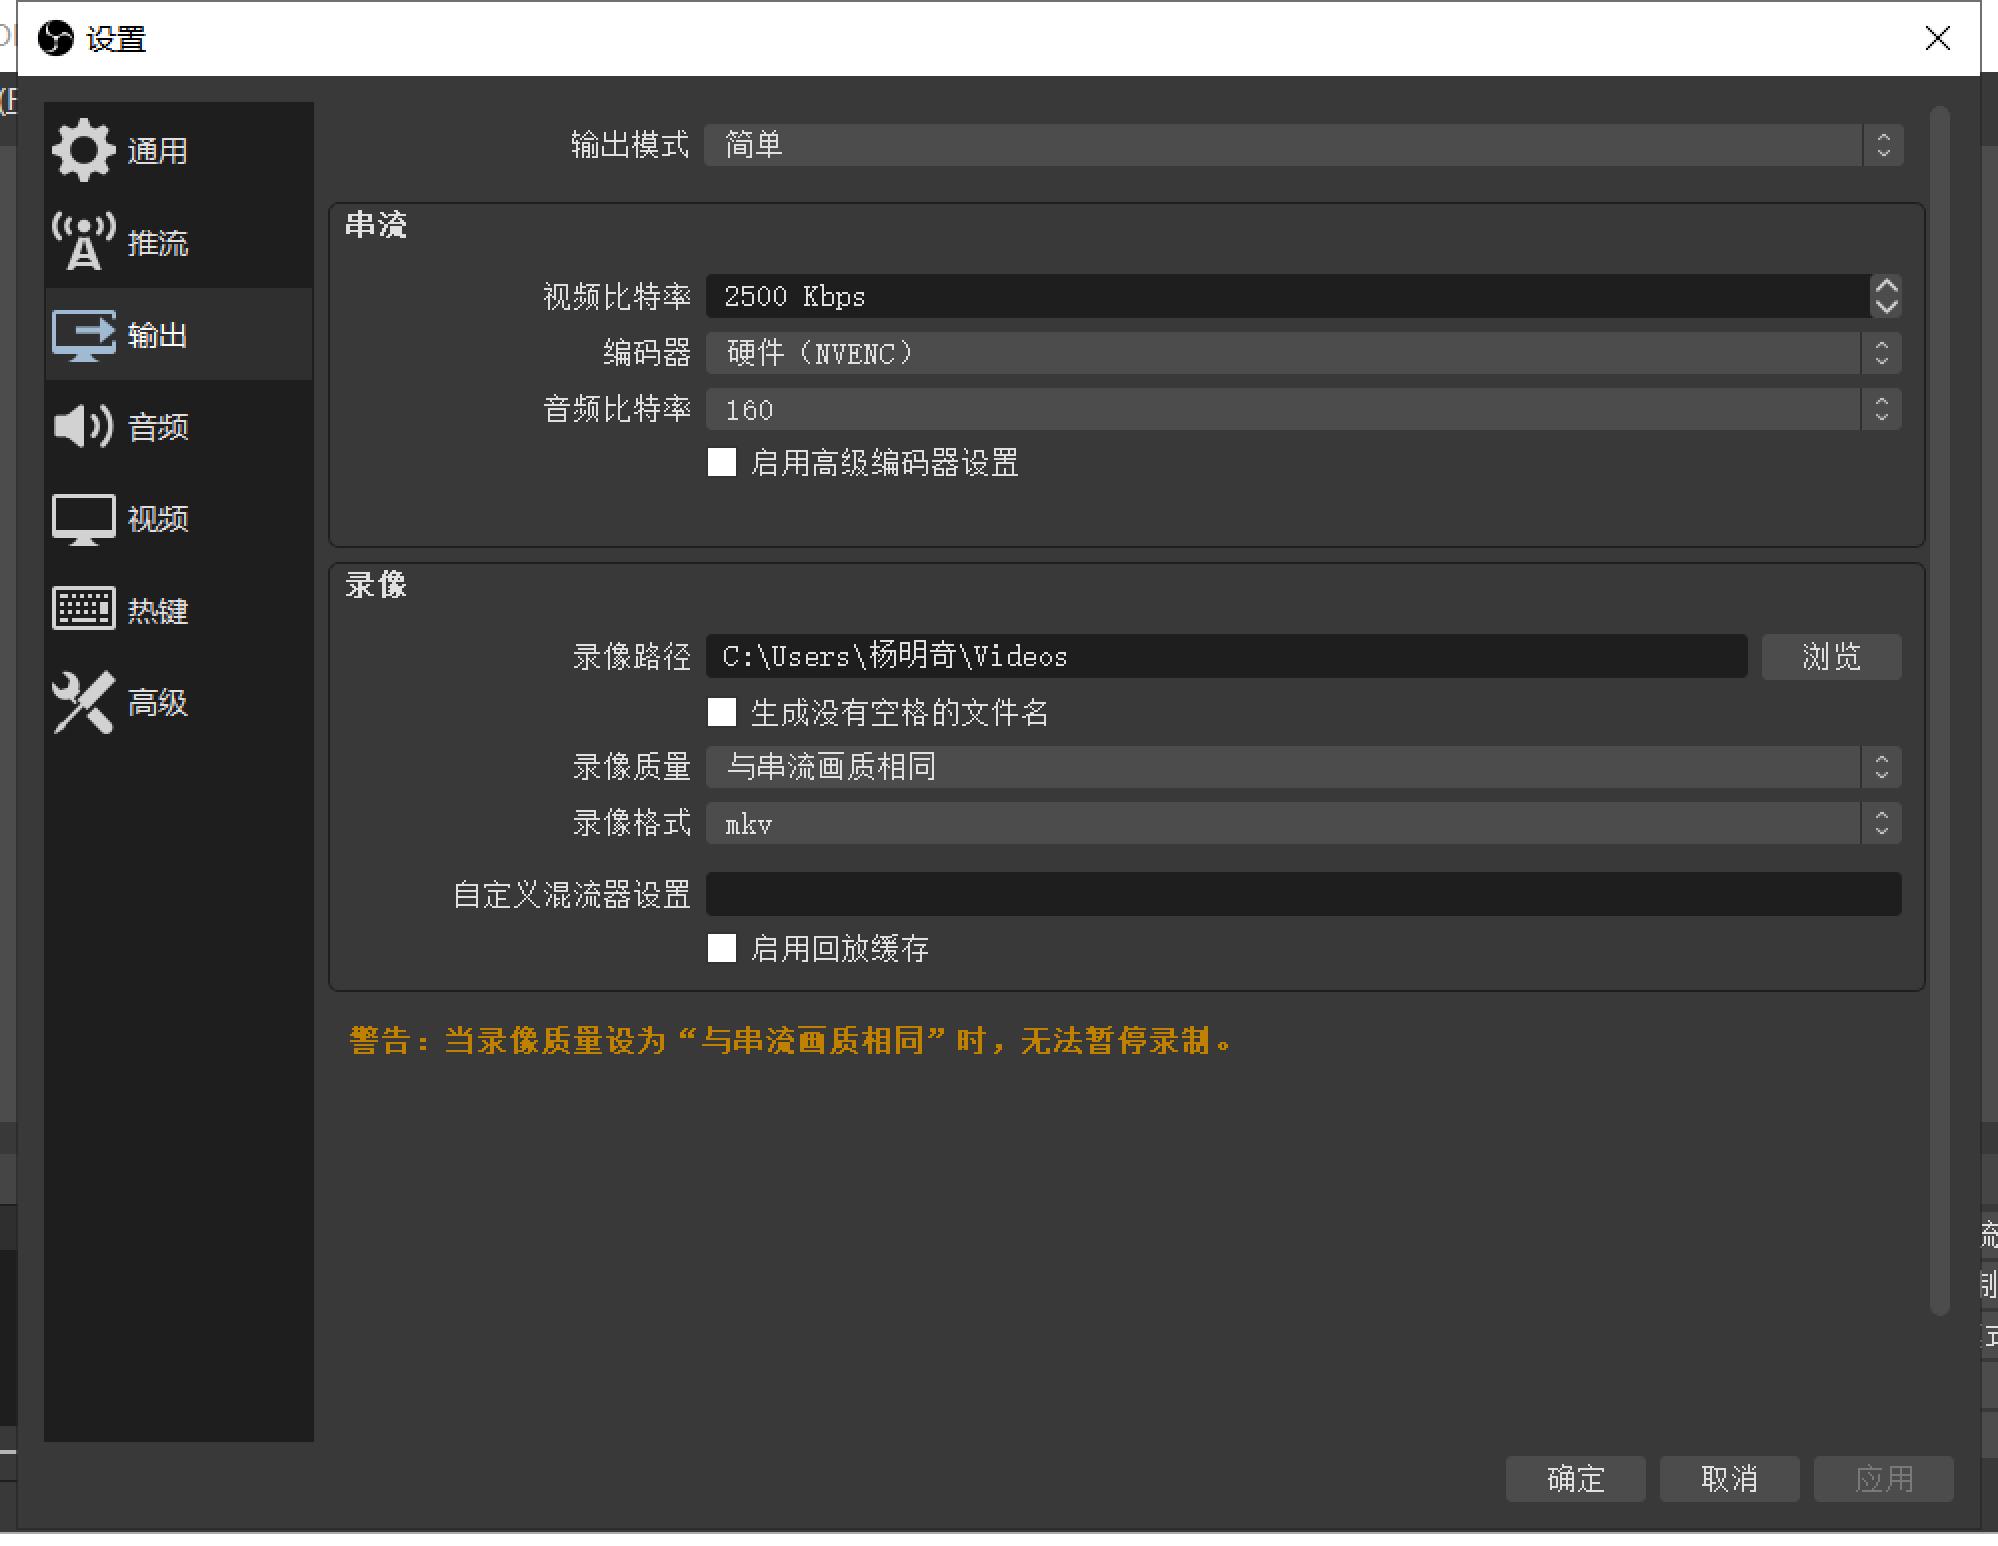 设置
通用
推流
输出
音频
视频
热键
高级
输出模式 简单
串流
视频比特率 2500 Kbps
编码器 硬件（NVENC）
音频比特率 160
启用高级编码器设置
录像
录像路径 C:\Users\杨明奇\Videos 浏览
生成没有空格的文件名
录像质量 与串流画质相同
录像格式 mkv
自定义混流器设置
启用回放缓存
警告：当录像质量设为“与串流画质相同”时，无法暂停录制。
流
制
式
确定 取消 应用